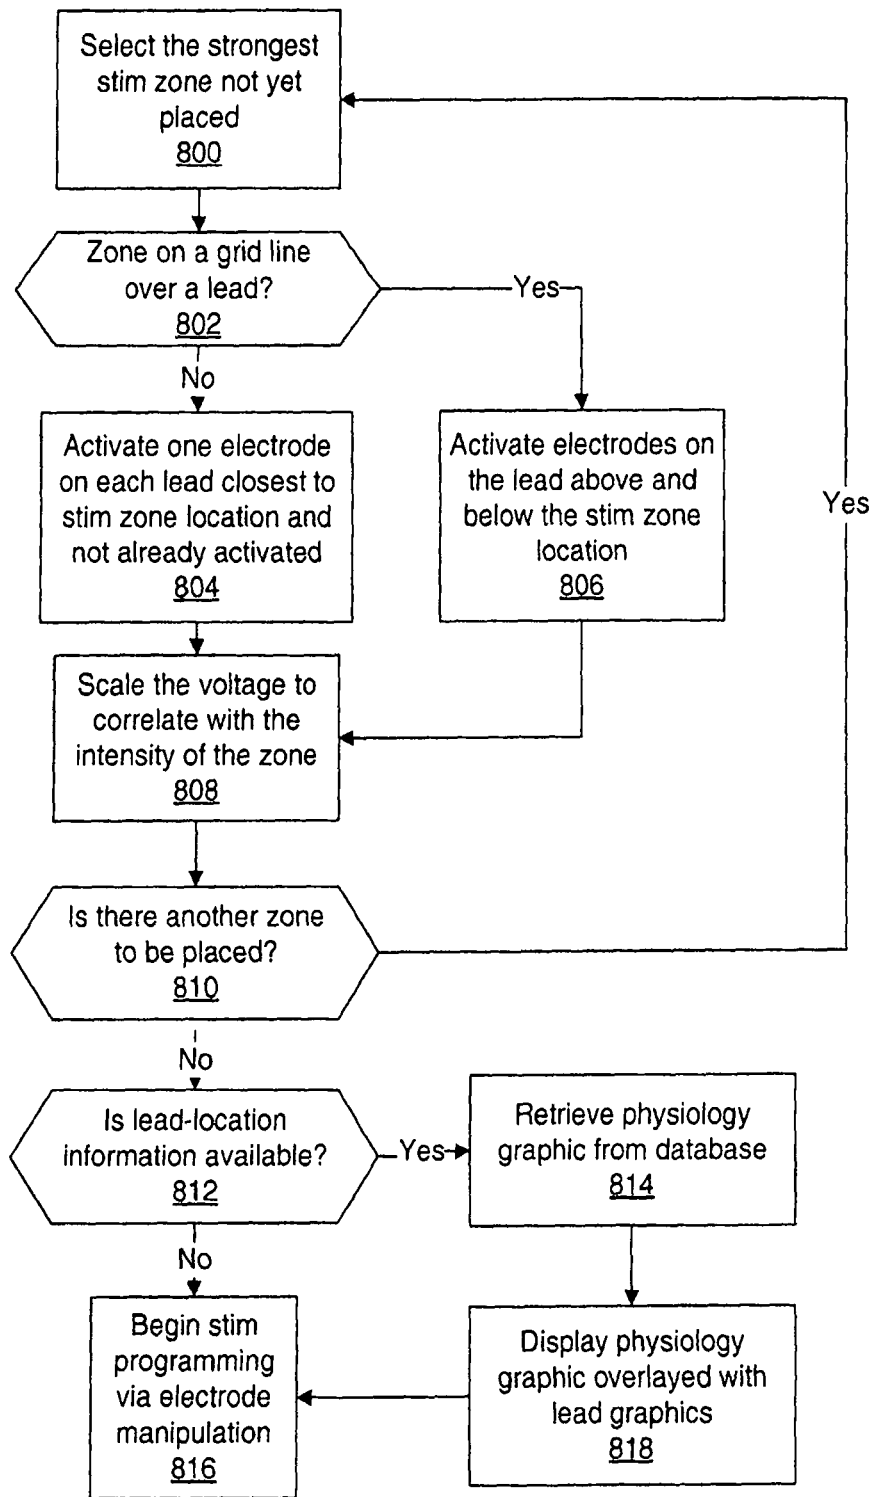 Select the strongest
stim zone not yet
placed
800
Zone on a grid line
over a lead?
802
Yes
No
Activate one electrode
on each lead closest to
stim zone location and
not already activated
804
Activate electrodes on
the lead above and
below the stim zone
location
806
Yes
Scale the voltage to
correlate with the
intensity of the zone
808
Is there another zone
to be placed?
810
No
Is lead-location
information available?
812
Yes
Retrieve physiology
graphic from database
814
No
Begin stim
programming
via electrode
manipulation
816
Display physiology
graphic overlayed with
lead graphics
818